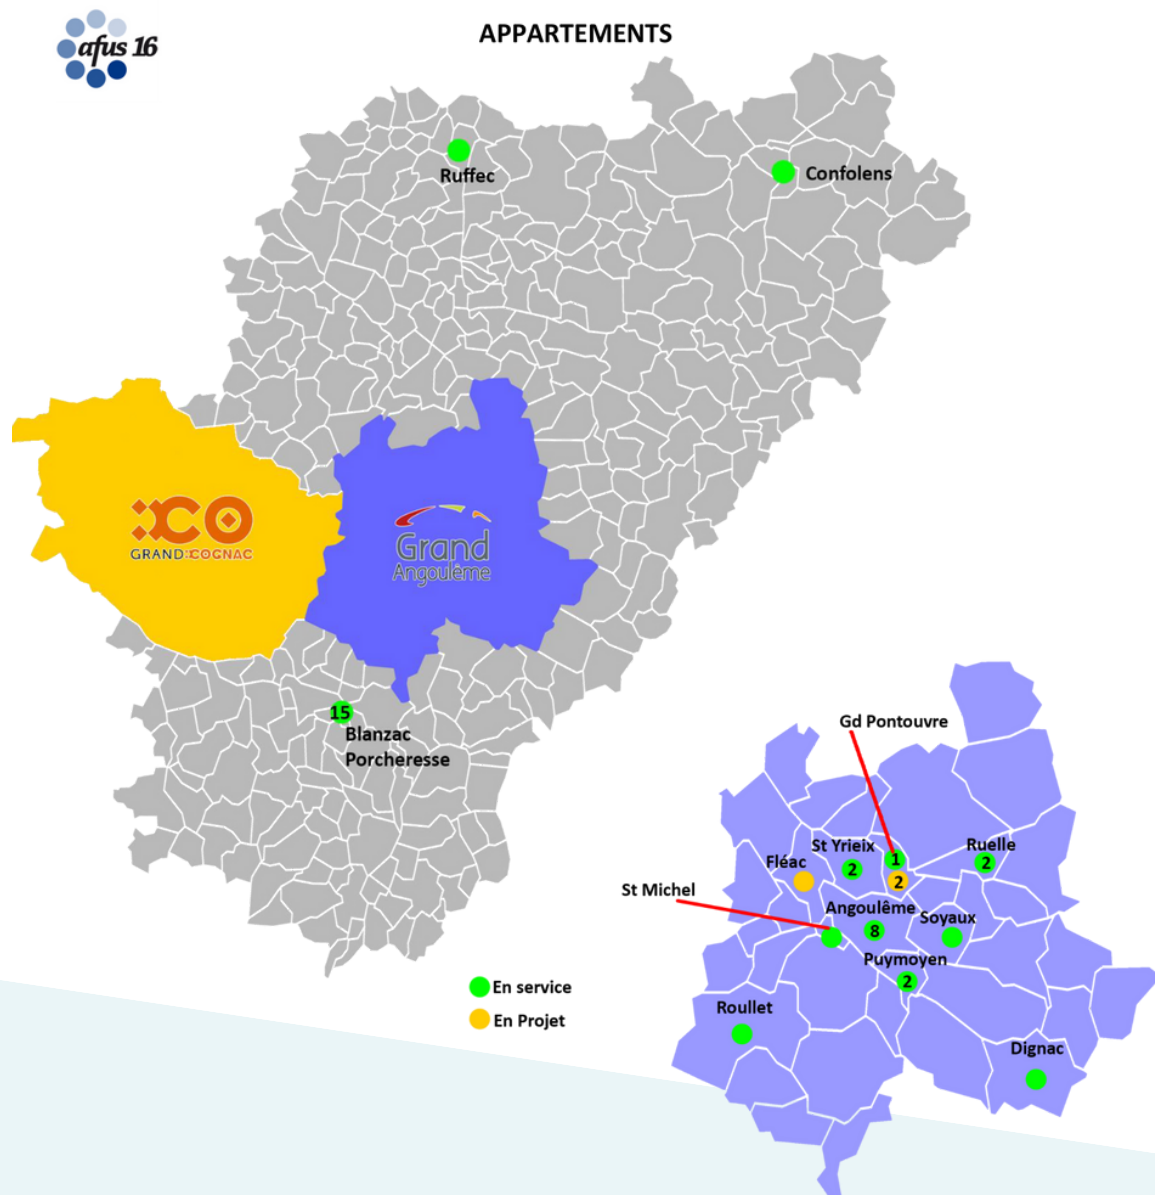 afus 16
APPARTEMENTS
Ruffec
Confolens
GRAND COGNAC
Grand
Angoulême
15
Blanzac
Porcheresse
Gd Pontouvre
St Yrieix
1
Ruelle
Fléac
2
2
2
St Michel
Angoulême
Soyaux
8
Puymoyen
2
En service
En Projet
Roullet
Dignac